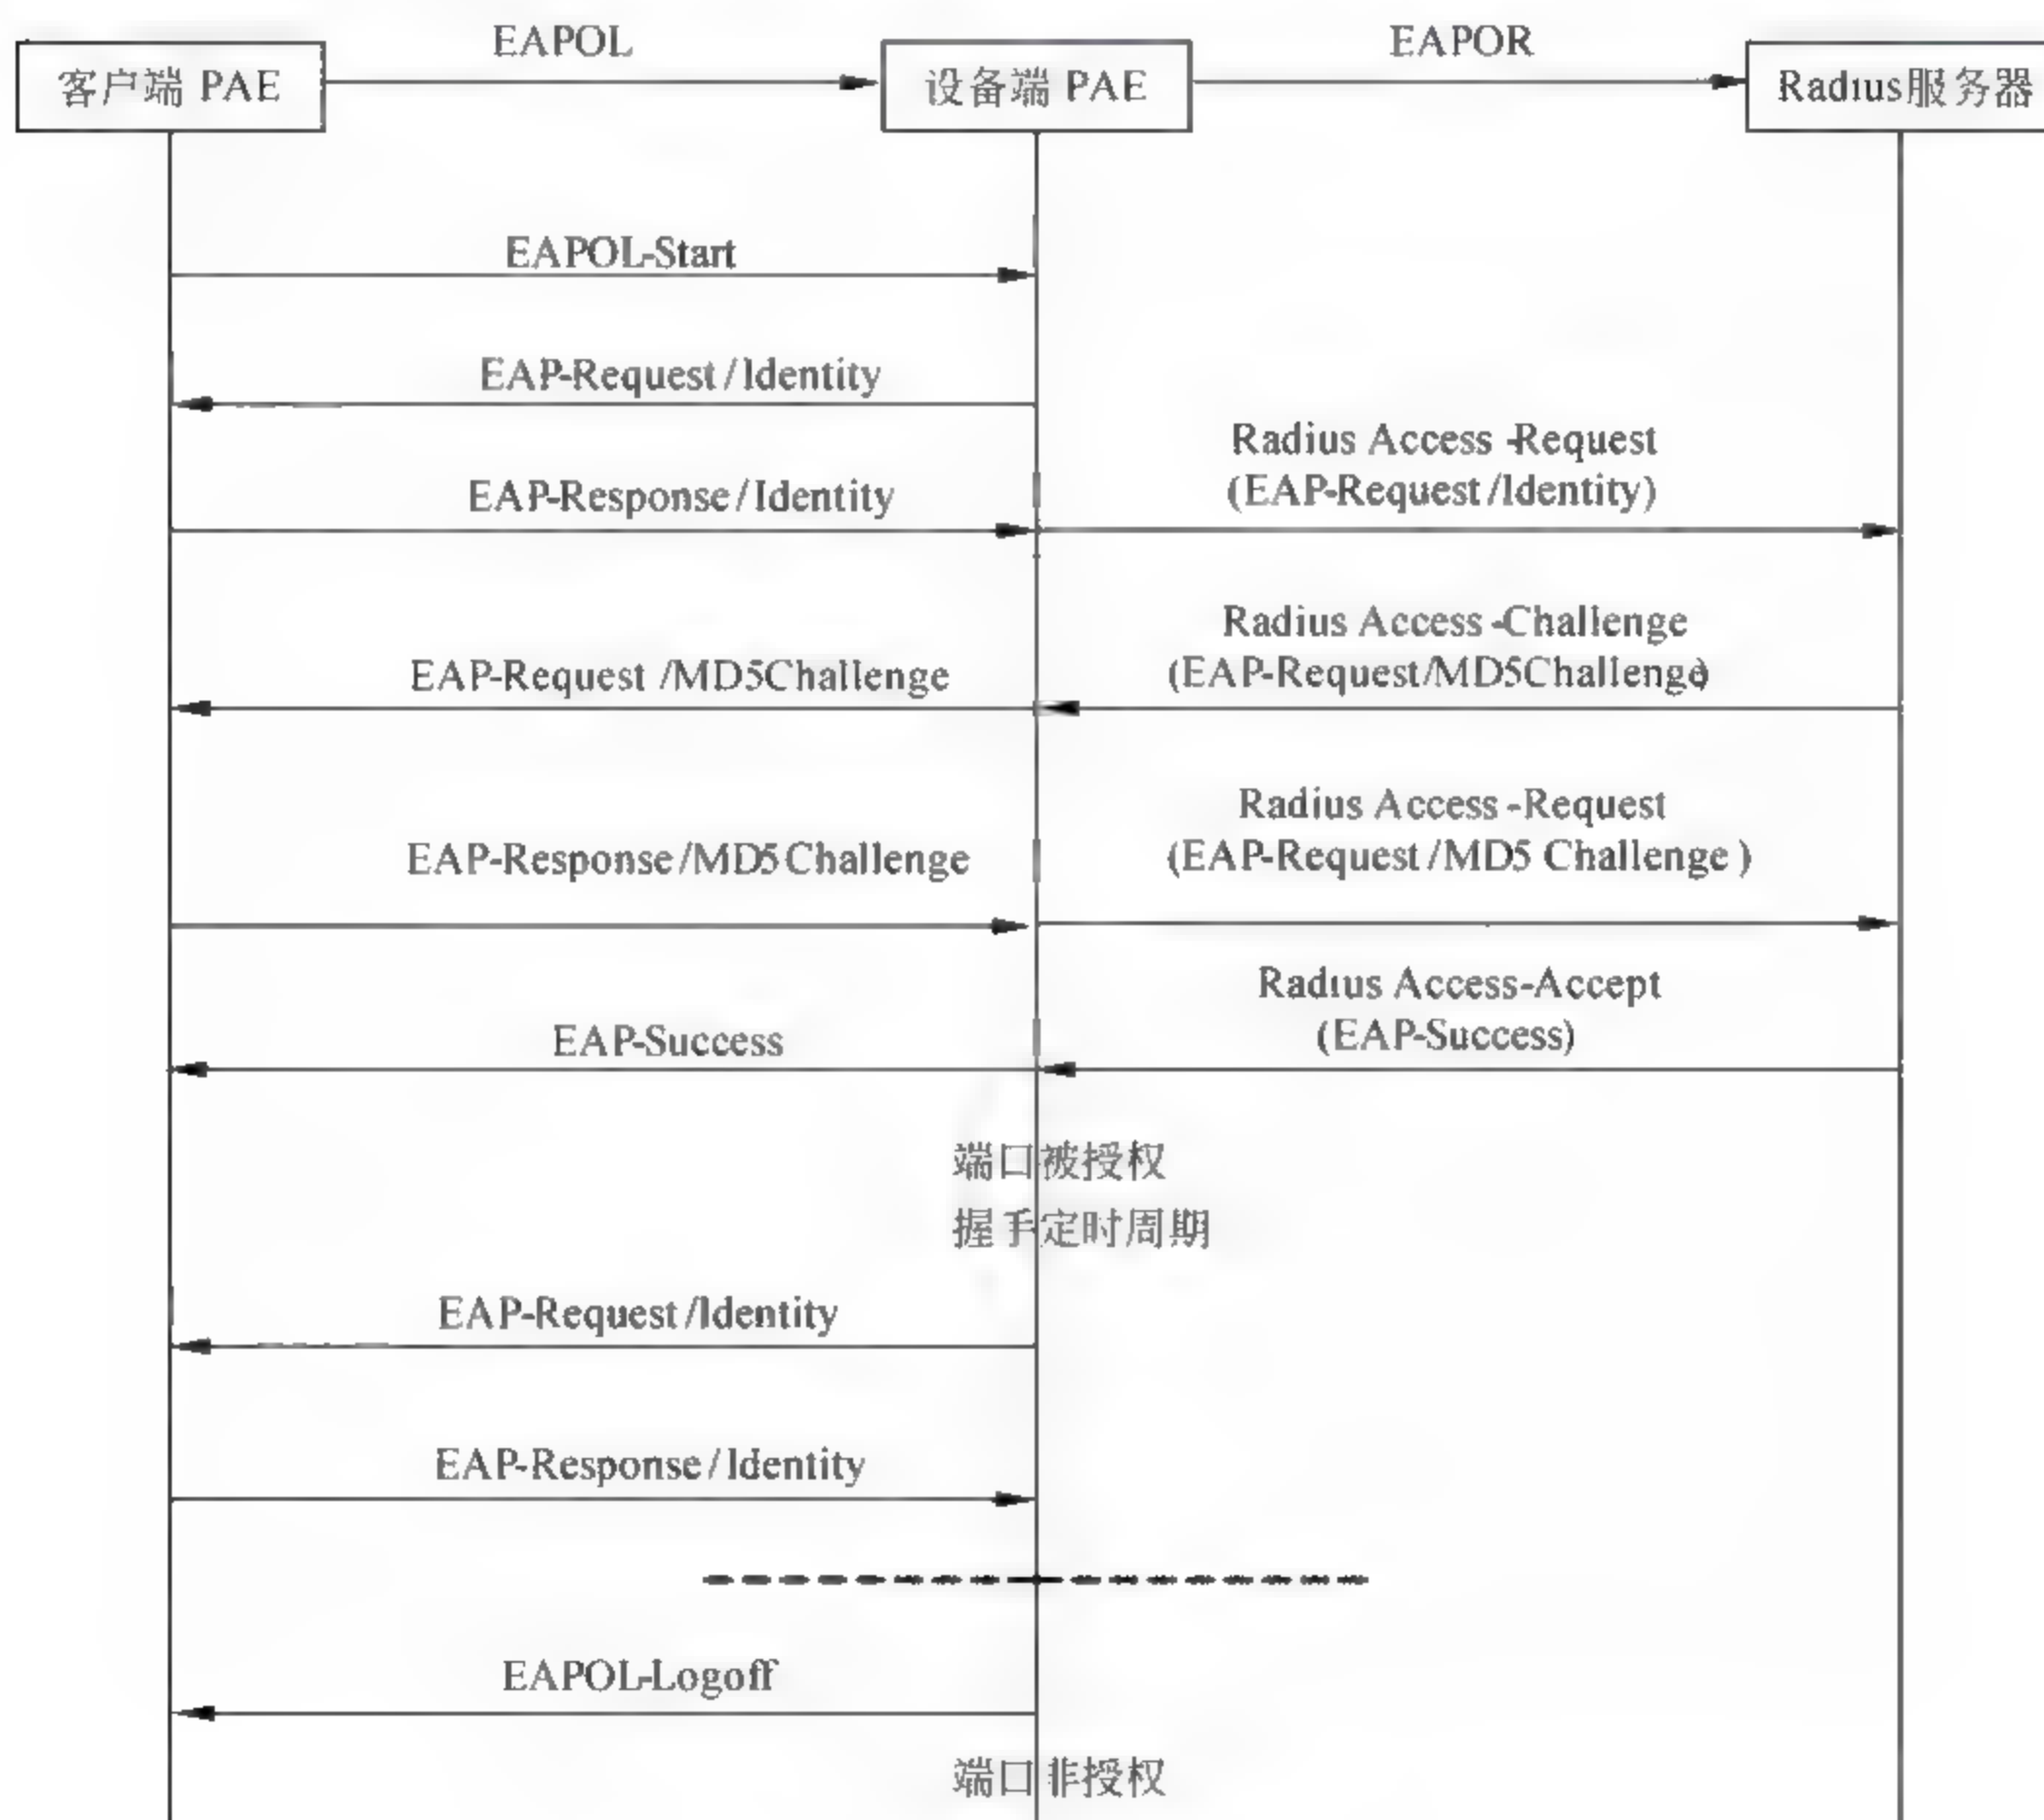 EAPOL
EAPOR
客户端 PAE
设备端 PAE
Radius服务器
EAPOL-Start
EAP-Request/Identity
Radius Access-Request
(EAP-Request/Identity)
EAP-Response/Identity
Radius Access-Challenge
(EAP-Request/MD5Challenge)
EAP-Request/MD5Challenge
Radius Access-Request
(EAP-Request/MD5 Challenge)
EAP-Response/MD5 Challenge
Radius Access-Accept
(EAP-Success)
EAP-Success
端口被授权
握手定时周期
EAP-Request/Identity
EAP-Response/Identity
EAPOL-Logoff
端口非授权